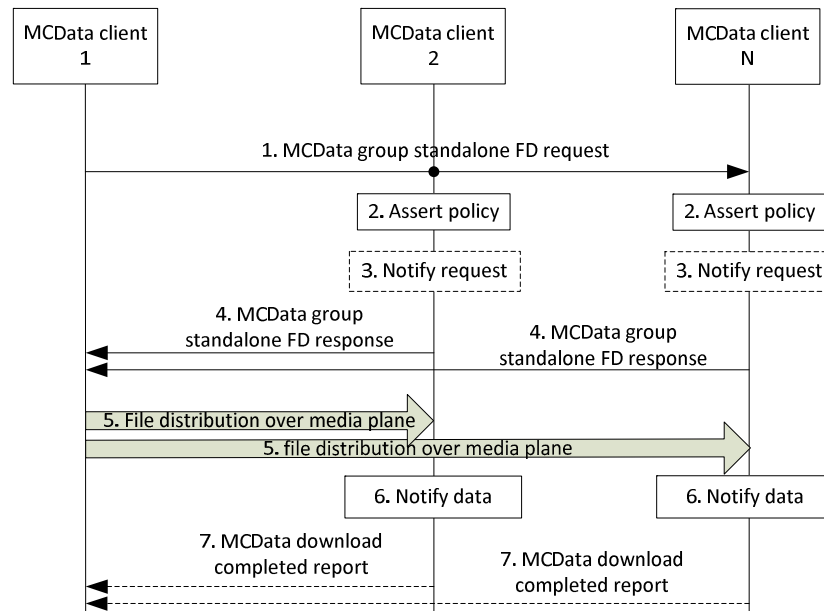 MCData client
1
MCData client
2
MCData client
N
1. MCData group standalone FD request
2. Assert policy
2. Assert policy
3. Notify request
3. Notify request
4. MCData group
standalone FD response
4. MCData group
standalone FD response
5. File distribution over media plane
5. file distribution over media plane
6. Notify data
6. Notify data
7. MCData download
completed report
7. MCData download
completed report